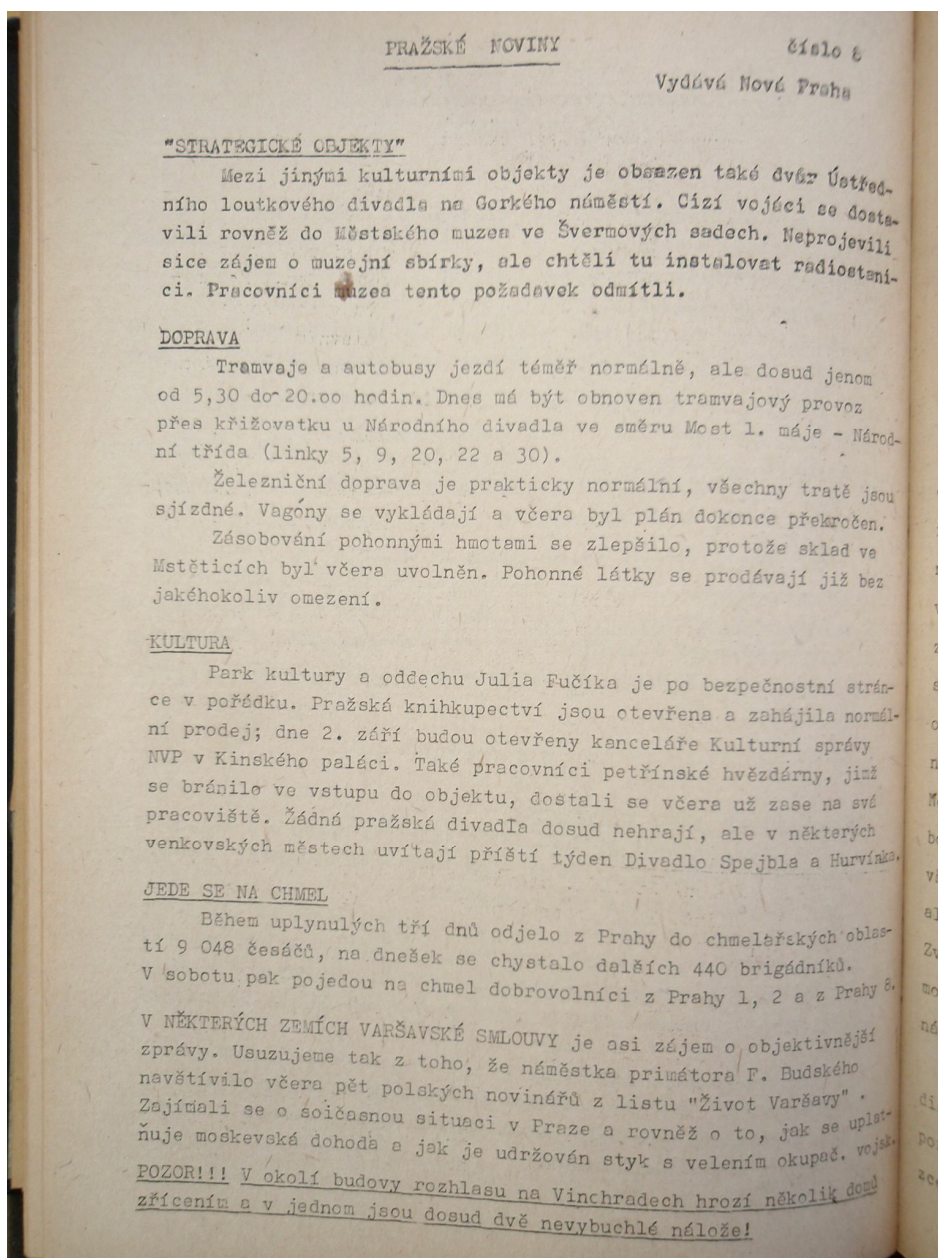 PRAŽSKÉ NOVINY
číslo 8
Vydává Nová Praha
"STRATEGICKÉ OBJEKTY"
Mezi jinými kulturními objekty je obsazen také dvůr Ústřed-
ního loutkového divadla na Gorkého náměstí. Cizí vojáci se dosta-
vili rovněž do Městského muzea ve Švermových sadech. Neprojevili
sice zájem o muzejní sbírky, ale chtěli tu instalovat radiostani-
ci. Pracovníci muzea tento požadavek odmítli.
DOPRAVA
Tramvaje a autobusy jezdí téměř normálně, ale dosud jenom
od 5,30 do 20.oo hodin. Dnes má být obnoven tramvajový provoz
přes křižovatku u Národního divadla ve směru Most 1. máje - Národ-
ní třída (linky 5, 9, 20, 22 a 30).
Železniční doprava je prakticky normální, všechny tratě jsou
sjízdné. Vagóny se vykládají a včera byl plán dokonce překročen.
Zásobování pohonnými hmotami se zlepšilo, protože sklad ve
Mstěticích byl včera uvolněn. Pohonné látky se prodávají již bez
jakéhokoliv omezení.
KULTURA
Park kultury a oddechu Julia Fučíka je po bezpečnostní strán-
ce v pořádku. Pražská knihkupectví jsou otevřena a zahájila normál-
ní prodej; dne 2. září budou otevřeny kanceláře Kulturní správy
NVP v Kinského paláci. Také pracovníci petřínské hvězdárny, jimž
se bránilo ve vstupu do objektu, dostali se včera už zase na svá
pracoviště. Žádná pražská divadla dosud nehrají, ale v některých
venkovských městech uvítají příští týden Divadlo Spejbla a Hurvínka.
JEDE SE NA CHMEL
Během uplynulých tří dnů odjelo z Prahy do chmelařských oblas-
tí 9 048 česáčů, na dnešek se chystalo dalších 440 brigádníků.
V sobotu pak pojedou na chmel dobrovolníci z Prahy 1, 2 a z Prahy 8.
V NĚKTERÝCH ZEMÍCH VARŠAVSKÉ SMLOUVY je asi zájem o objektivnější
zprávy. Usuzujeme tak z toho, že náměstka primátora F. Budského
navštívilo včera pět polských novinářů z listu "Život Varšavy".
Zajímali se o soičasnou situaci v Praze a rovněž o to, jak se uplat-
ňuje moskevská dohoda a jak je udržován styk s velením okupač. vojsk.
POZOR!!! V okolí budovy rozhlasu na Vinchradech hrozí několik domů
zřícením a v jednom jsou dosud dvě nevybuchlé nálože!